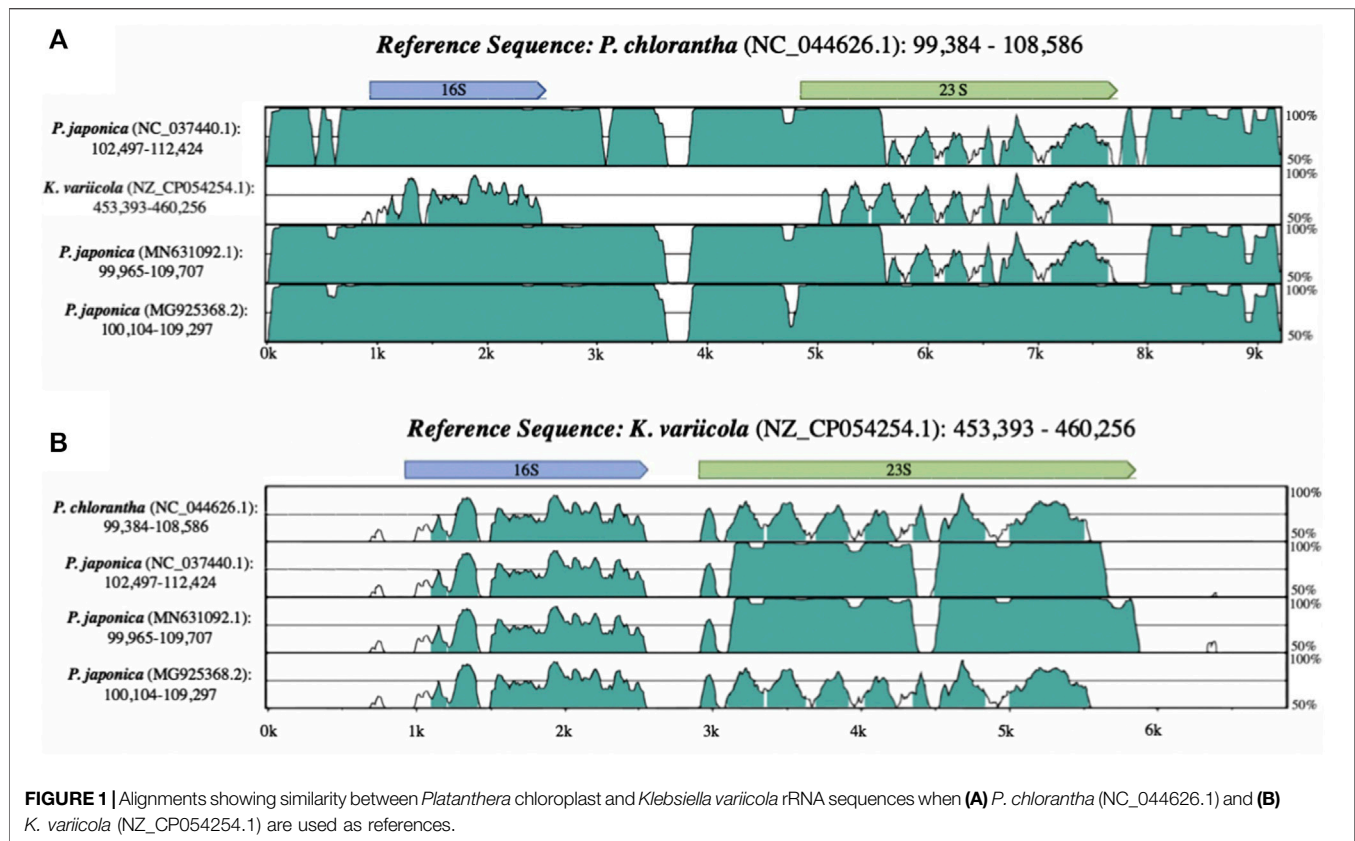 A
Reference Sequence: P. chlorantha (NC_044626.1): 99,384 - 108,586
16S
23 S
P. japonica (NC_037440.1):
102,497-112,424
100%
50%
K. variicola (NZ_CP054254.1):
453,393-460,256
100%
50%
P. japonica (MN631092.1):
99,965-109,707
100%
50%
P. japonica (MG925368.2):
100,104-109,297
100%
50%
0k 1k 2k 3k 4k 5k 6k 7k 8k 9k
B
Reference Sequence: K. variicola (NZ_CP054254.1): 453,393 - 460,256
16S
23S
P. chlorantha (NC_044626.1):
99,384-108,586
100%
50%
P. japonica (NC_037440.1):
102,497-112,424
100%
50%
P. japonica (MN631092.1):
99,965-109,707
100%
50%
P. japonica (MG925368.2):
100,104-109,297
100%
50%
0k 1k 2k 3k 4k 5k 6k
FIGURE 1 | Alignments showing similarity between Platanthera chloroplast and Klebsiella variicola rRNA sequences when (A) P. chlorantha (NC_044626.1) and (B)
K. variicola (NZ_CP054254.1) are used as references.